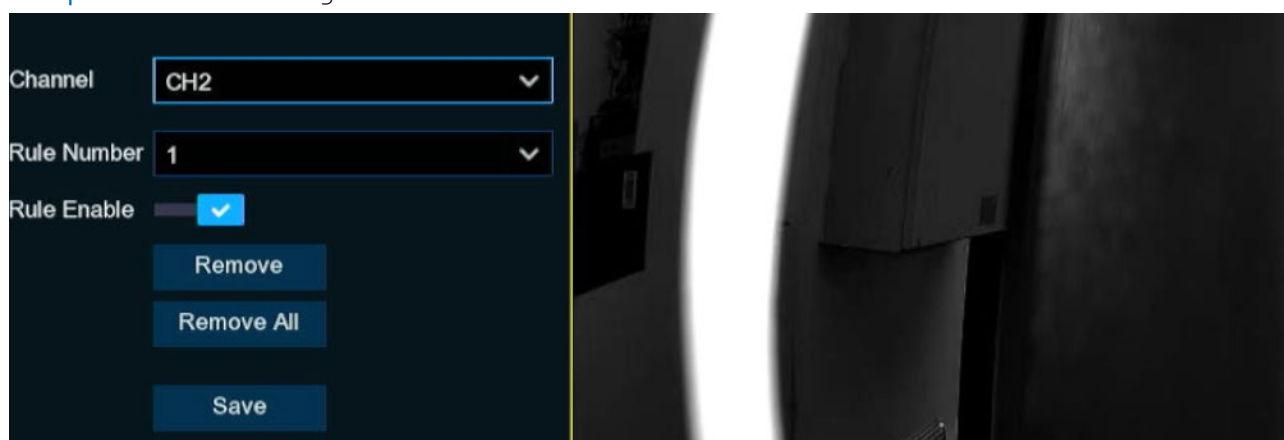 Channel CH2
Rule Number 1
Rule Enable
Remove
Remove All
Save